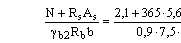 N + RₛAₛ / γb2Rbb = 2,1+365·5,6 / 0,9·7,5·